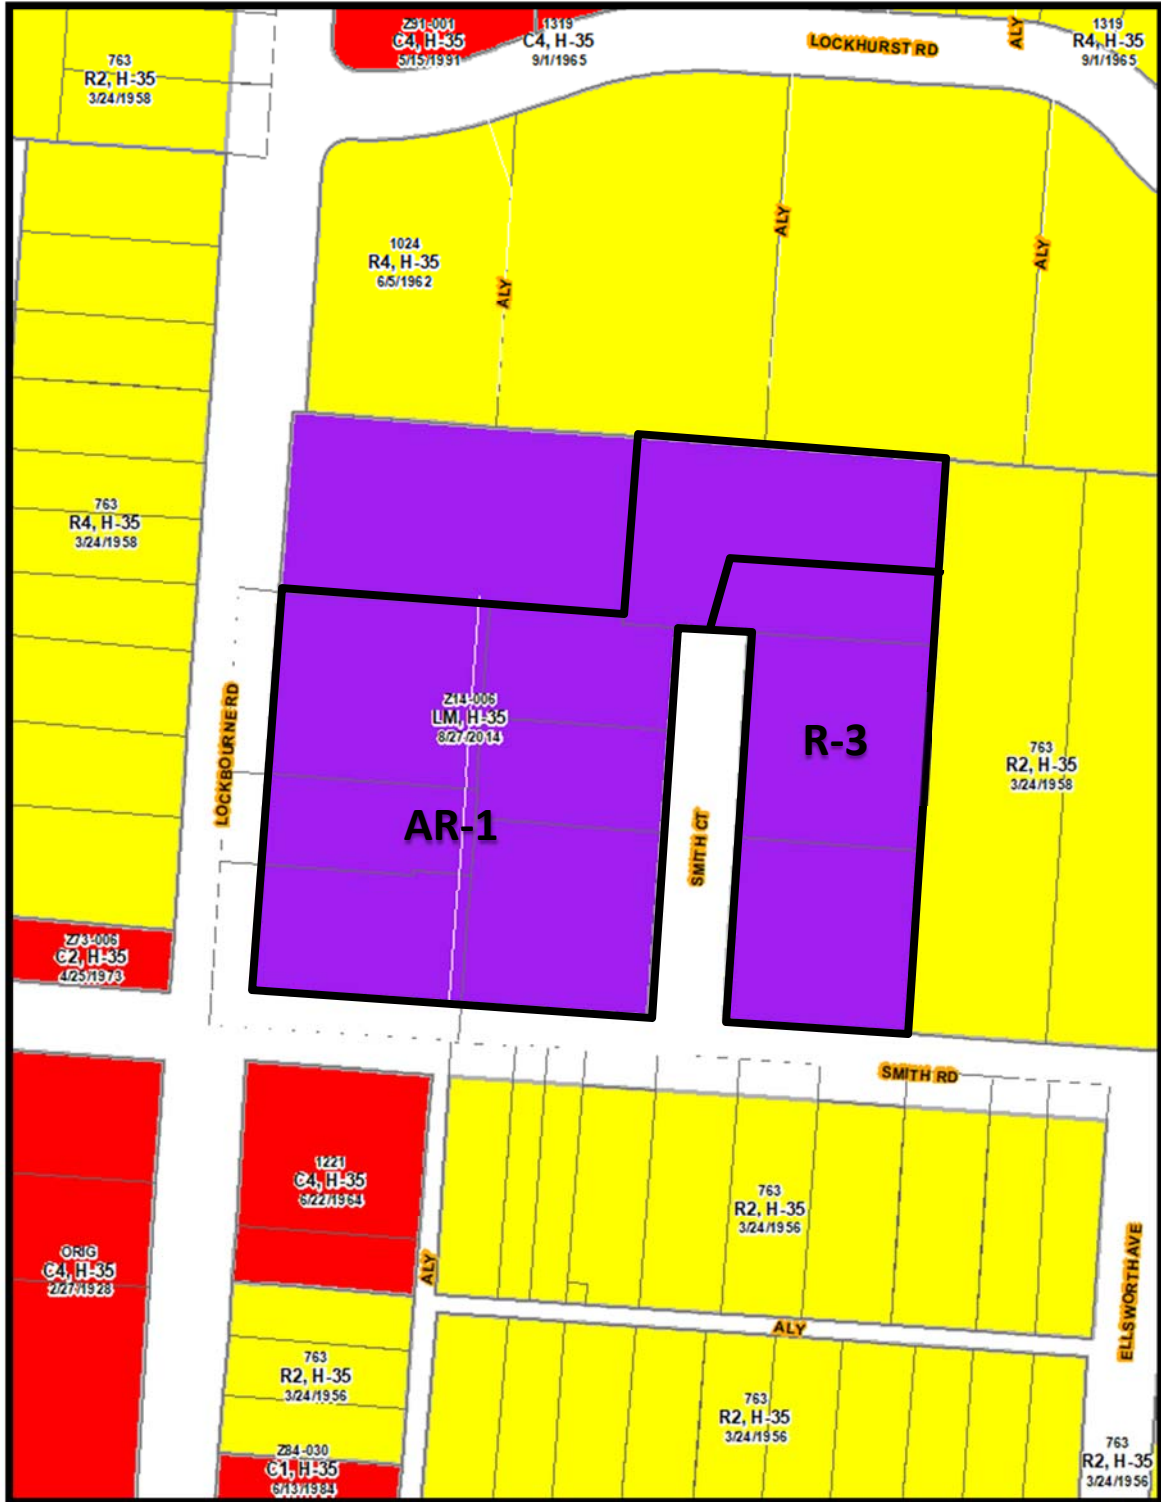 Z91-001
C4, H-35
5/15/1991
1319
C4, H-35
9/1/1965
LOCKHURST RD
ALY
1319
R4, H-35
9/1/1965
763
R2, H-35
3/24/1958
1024
R4, H-35
6/5/1962
ALY
ALY
ALY
763
R4, H-35
3/24/1958
LOCKBOURNE RD
Z14-006
LM, H-35
8/27/2014
AR-1
SMITH CT
R-3
763
R2, H-35
3/24/1958
Z73-006
C2, H-35
4/25/1973
SMITH RD
1221
C4, H-35
6/22/1964
763
R2, H-35
3/24/1956
ORIG
C4, H-35
2/27/1928
ALY
ELLSWORTH AVE
ALY
763
R2, H-35
3/24/1956
763
R2, H-35
3/24/1956
Z84-030
C1, H-35
6/13/1984
763
R2, H-35
3/24/1956